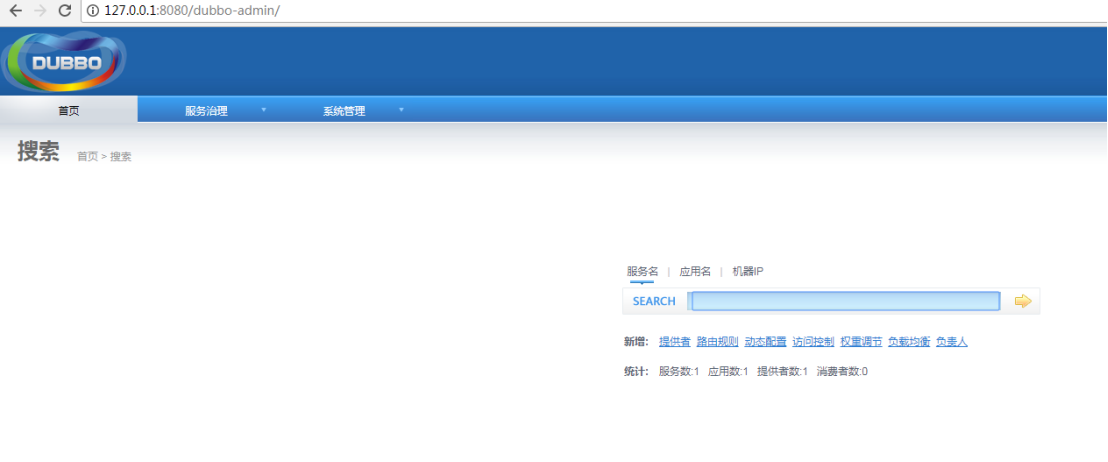 127.0.0.1:8080/dubbo-admin/
DUBBO
首页 服务治理 系统管理
搜索 首页 > 搜索
服务名 | 应用名 | 机器IP
SEARCH
新增: 提供者 路由规则 动态配置 访问控制 权重调节 负载均衡 负责人
统计: 服务数:1 应用数:1 提供者数:1 消费者数:0